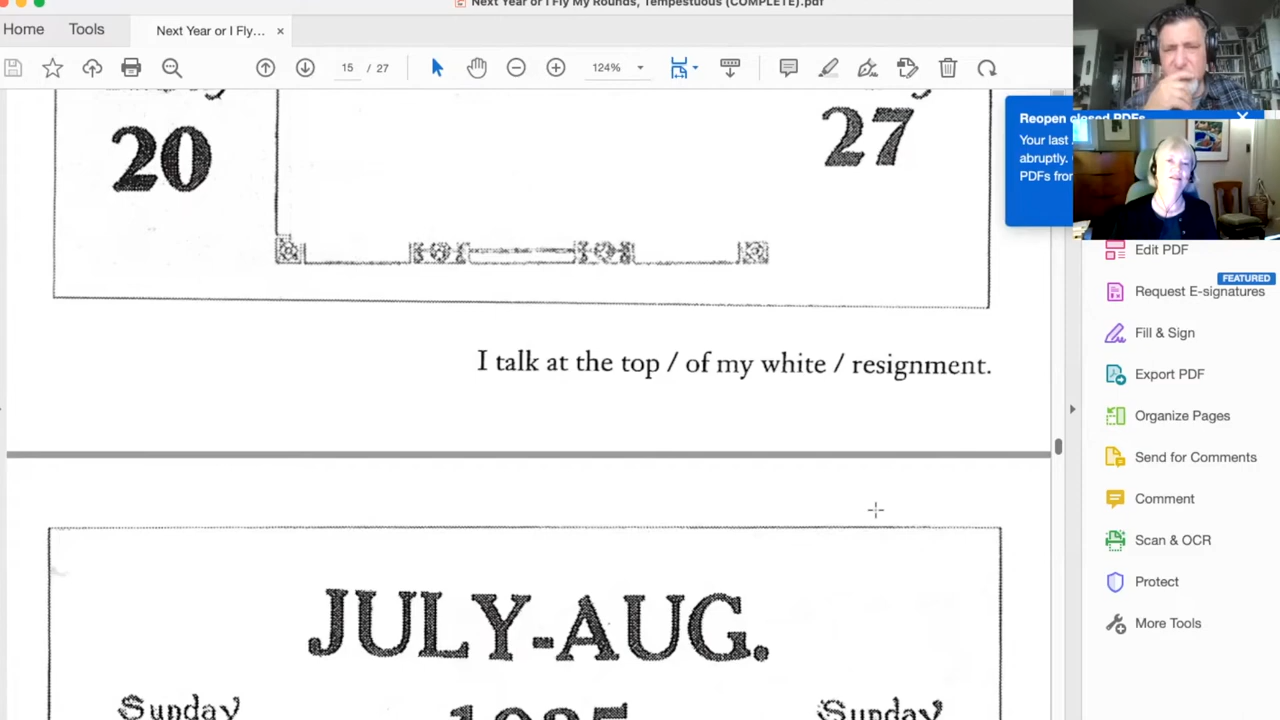 Next Year or I Fly My Rounds, Tempestuous (COMPLETE).pdf
Home
Tools
Next Year or I Fly...
15 / 27
124%
20
27
Reopen closed PDFs
Your last
abruptly.
PDFs from
I talk at the top / of my white / resignment.
JULY-AUG.
Sunday
Sunday
Edit PDF
FEATURED
Request E-signatures
Fill & Sign
Export PDF
Organize Pages
Send for Comments
Comment
Scan & OCR
Protect
More Tools